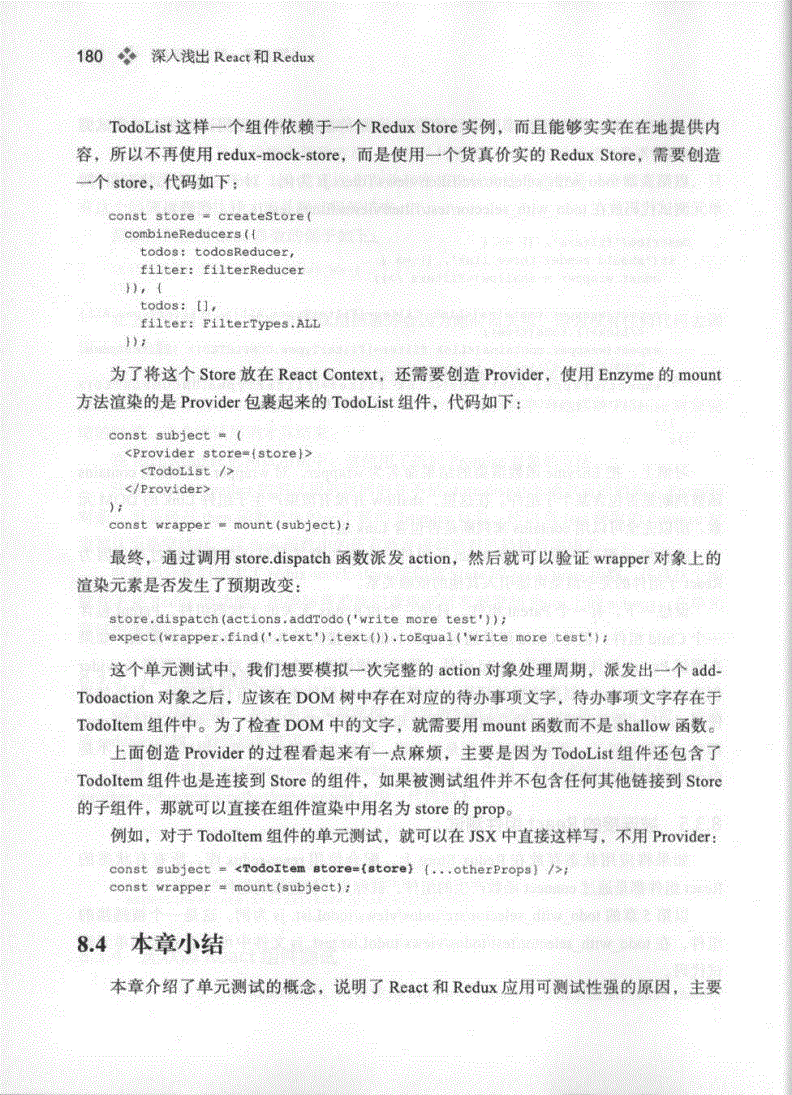 180 深入浅出 React 和 Redux
TodoList 这样一个组件依赖于一个 Redux Store 实例，而且能够实实在在地提供内
容，所以不再使用 redux-mock-store，而是使用一个货真价实的 Redux Store，需要创造
一个 store，代码如下：
const store = createStore(
combineReducers({
todos: todosReducer,
filter: filterReducer
}), {
todos: [],
filter: FilterTypes.ALL
});
为了将这个 Store 放在 React Context，还需要创造 Provider，使用 Enzyme 的 mount
方法渲染的是 Provider 包裹起来的 TodoList 组件，代码如下：
const subject = (
<Provider store={store}>
<TodoList />
</Provider>
);
const wrapper = mount(subject);
最终，通过调用 store.dispatch 函数派发 action，然后就可以验证 wrapper 对象上的
渲染元素是否发生了预期改变：
store.dispatch(actions.addTodo('write more test'));
expect(wrapper.find('.text').text()).toEqual('write more test');
这个单元测试中，我们想要模拟一次完整的 action 对象处理周期，派发出一个 add-
Todoaction 对象之后，应该在 DOM 树中存在对应的待办事项文字，待办事项文字存在于
TodoItem 组件中。为了检查 DOM 中的文字，就需要用 mount 函数而不是 shallow 函数。
上面创造 Provider 的过程看起来有一点麻烦，主要是因为 TodoList 组件还包含了
TodoItem 组件也是连接到 Store 的组件，如果被测试组件并不包含任何其他链接到 Store
的子组件，那就可以直接在组件渲染中用名为 store 的 prop。
例如，对于 TodoItem 组件的单元测试，就可以在 JSX 中直接这样写，不用 Provider：
const subject = <TodoItem store={store} {...otherProps} />;
const wrapper = mount(subject);
8.4 本章小结
本章介绍了单元测试的概念，说明了 React 和 Redux 应用可测试性强的原因，主要